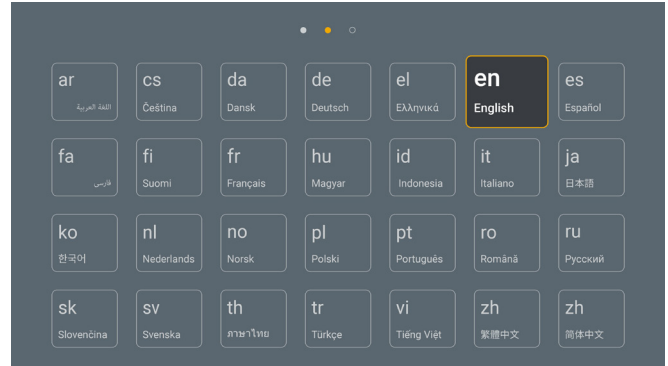 ar
اللغة العربية
cs
Čeština
da
Dansk
de
Deutsch
el
Ελληνικά
en
English
es
Español
fa
فارسی
fi
Suomi
fr
Français
hu
Magyar
id
Indonesia
it
Italiano
ja
日本語
ko
한국어
nl
Nederlands
no
Norsk
pl
Polski
pt
Português
ro
Română
ru
Русский
sk
Slovenčina
sv
Svenska
th
ภาษาไทย
tr
Türkçe
vi
Tiếng Việt
zh
繁體中文
zh
简体中文